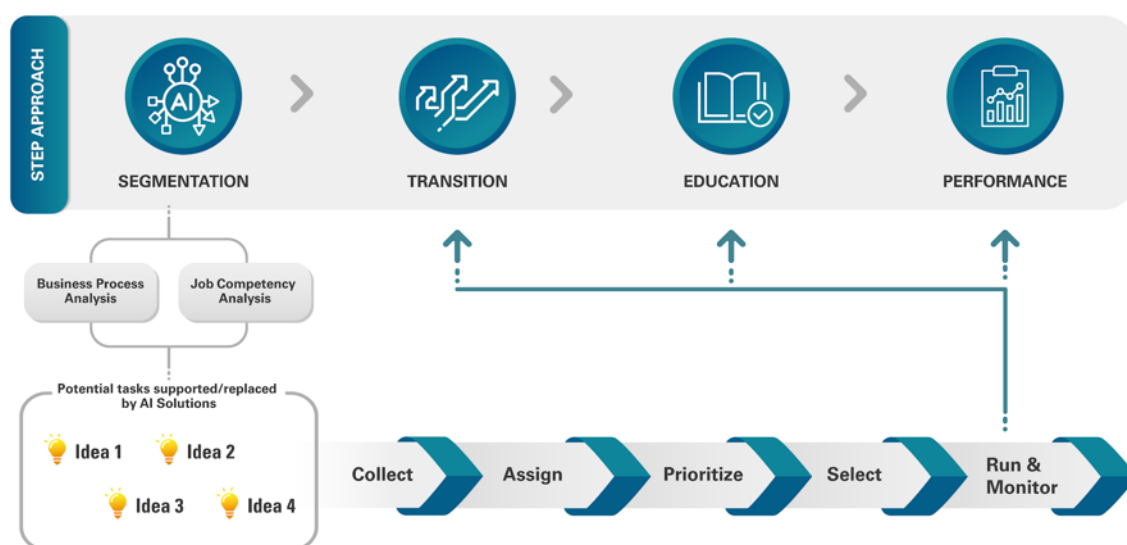 STEP APPROACH
AI
SEGMENTATION
TRANSITION
EDUCATION
PERFORMANCE
Business Process
Analysis
Job Competency
Analysis
Potential tasks supported/replaced
by AI Solutions
Idea 1
Idea 2
Idea 3
Idea 4
Collect
Assign
Prioritize
Select
Run &
Monitor